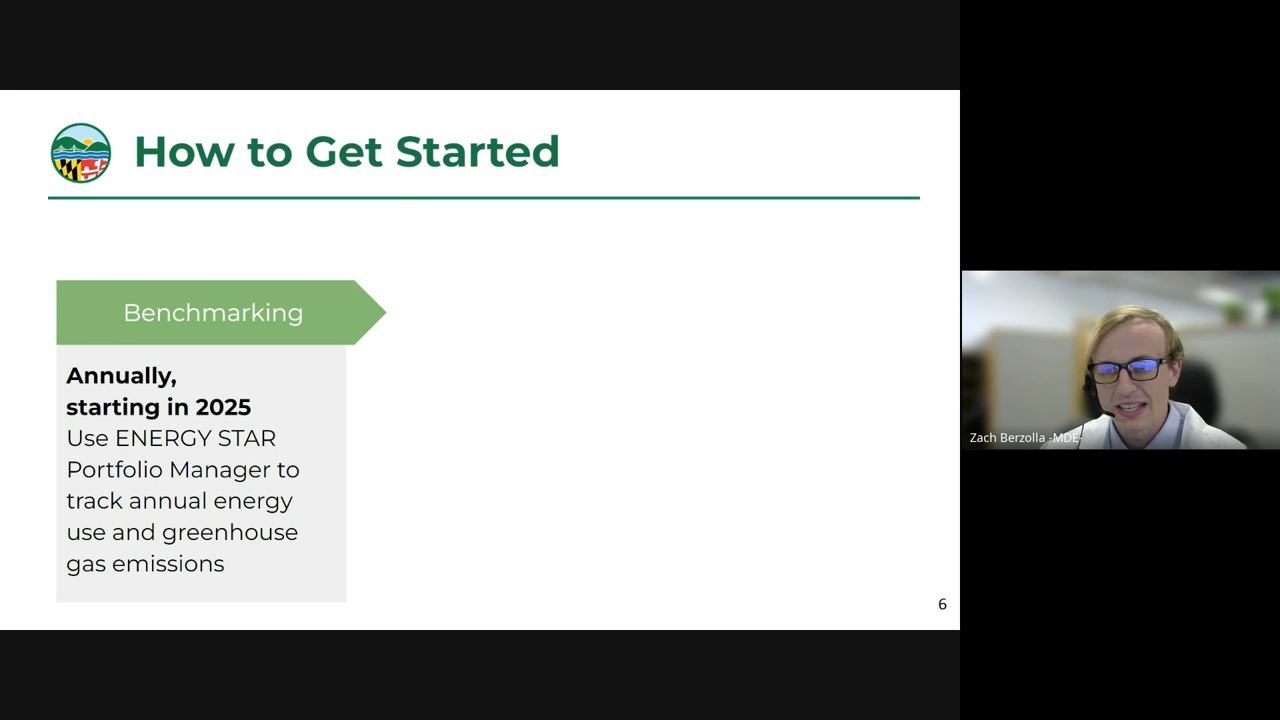 How to Get Started
Benchmarking
Annually,
starting in 2025
Use ENERGY STAR
Portfolio Manager to
track annual energy
use and greenhouse
gas emissions
6
Zach Berzolla -MDE-